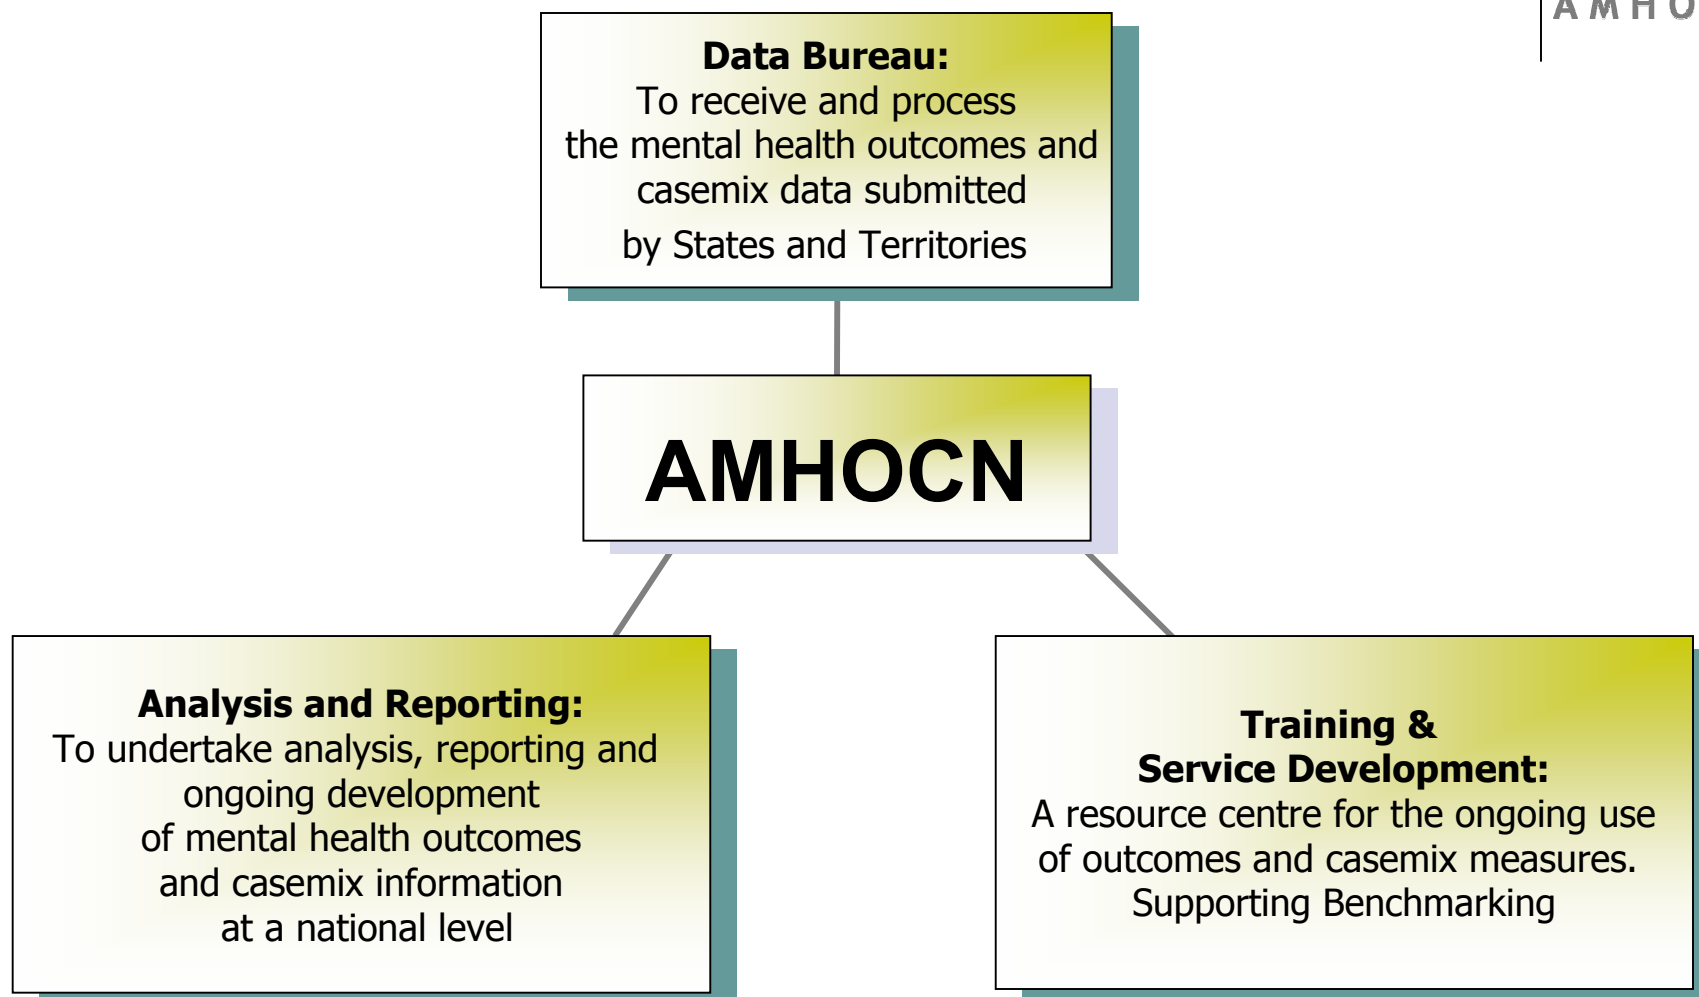 AMHO
Data Bureau:
To receive and process
the mental health outcomes and
casemix data submitted
by States and Territories
AMHOCN
Analysis and Reporting:
To undertake analysis, reporting and
ongoing development
of mental health outcomes
and casemix information
at a national level
Training &
Service Development:
A resource centre for the ongoing use
of outcomes and casemix measures.
Supporting Benchmarking